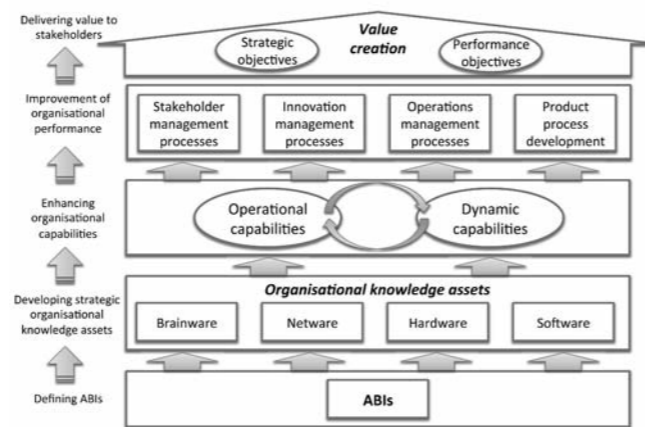 Delivering value to
stakeholders
Value
creation
Strategic
objectives
Performance
objectives
Improvement of
organisational
performance
Stakeholder
management
processes
Innovation
management
processes
Operations
management
processes
Product
process
development
Enhancing
organisational
capabilities
Operational
capabilities
Dynamic
capabilities
Developing strategic
organisational
knowledge assets
Organisational knowledge assets
Brainware
Netware
Hardware
Software
Defining ABIs
ABIs